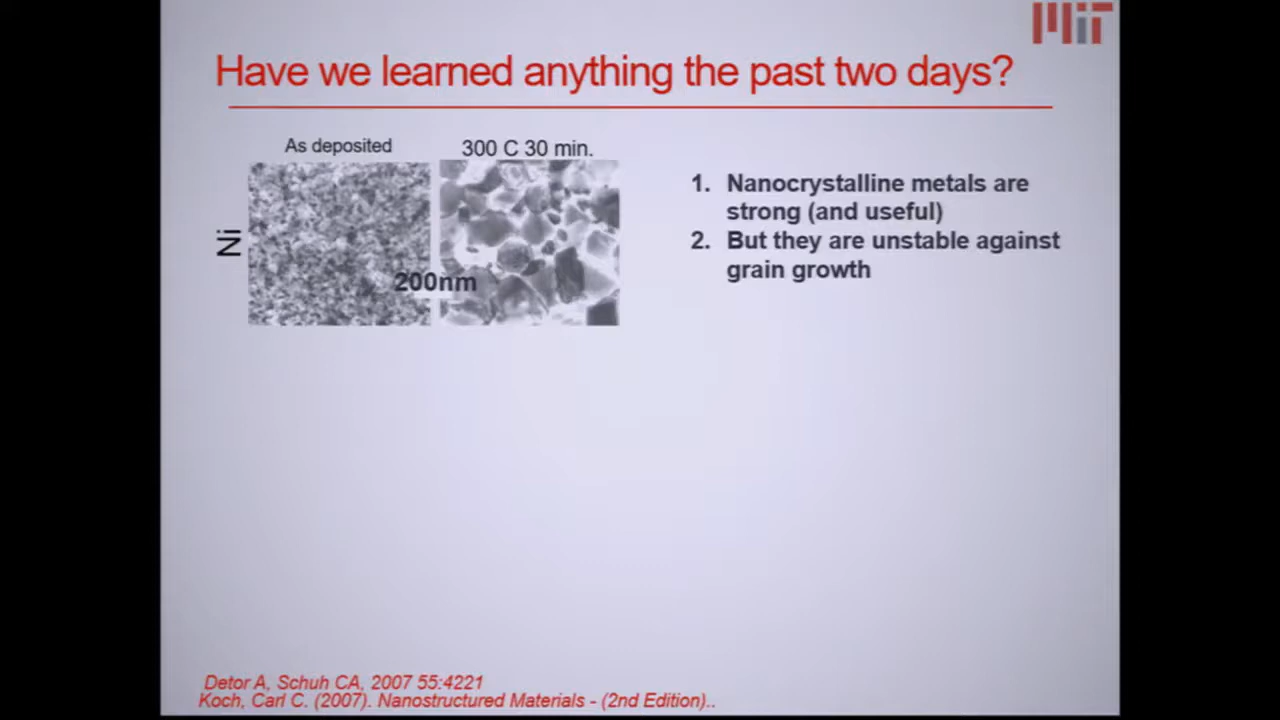 MIT
Have we learned anything the past two days?
As deposited
300 C 30 min.
Ni
200nm
1. Nanocrystalline metals are
strong (and useful)
2. But they are unstable against
grain growth
Detor A, Schuh CA, 2007 55:4221
Koch, Carl C. (2007). Nanostructured Materials - (2nd Edition)..